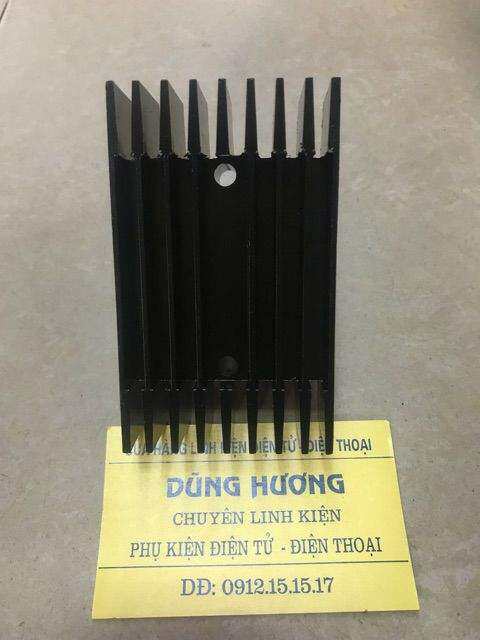 HÀNG LINH KIỆN ĐIỆN TỬ - ĐIỆN THOẠI
DŨNG HƯƠNG
CHUYÊN LINH KIỆN
PHỤ KIỆN ĐIỆN TỬ - ĐIỆN THOẠI
DĐ: 0912.15.15.17